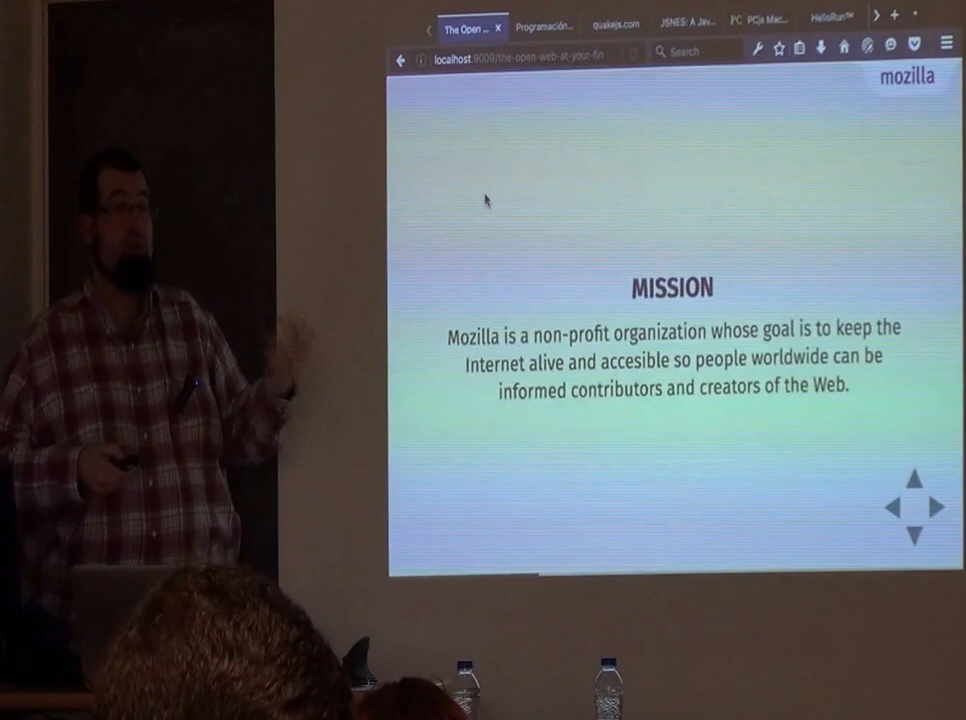 The Open ... x Programación... quakejs.com JSNES: A Jav... PC PCjs Mac... HelloRun™
localhost:9009/the-open-web-at-your-fin Search
mozilla
MISSION
Mozilla is a non-profit organization whose goal is to keep the
Internet alive and accesible so people worldwide can be
informed contributors and creators of the Web.